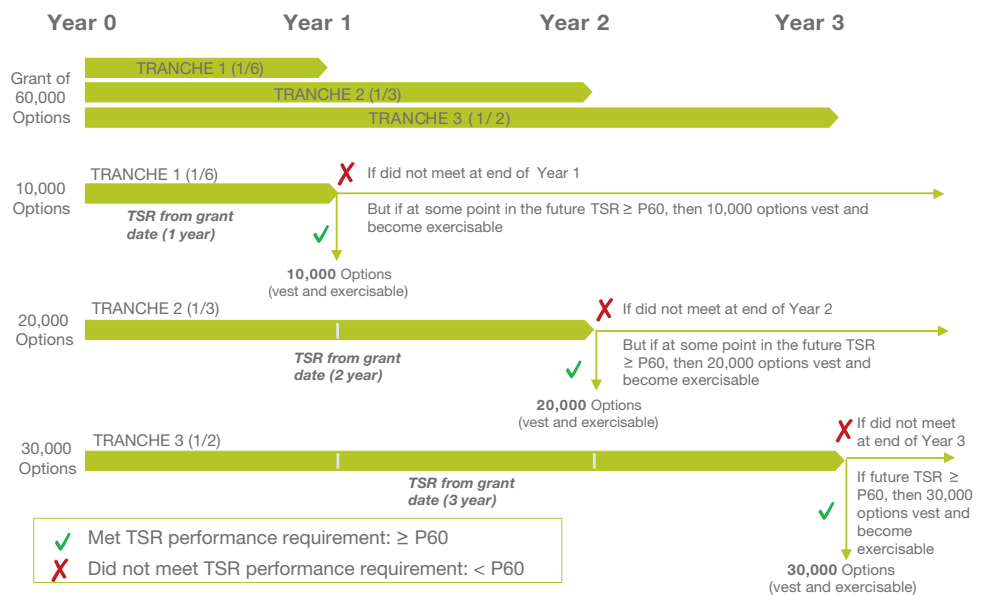 Year 0
Year 1
Year 2
Year 3
Grant of
60,000
Options
TRANCHE 1 (1/6)
TRANCHE 2 (1/3)
TRANCHE 3 (1/ 2)
10,000
Options
TRANCHE 1 (1/6)
TSR from grant
date (1 year)
If did not meet at end of Year 1
But if at some point in the future TSR ≥ P60, then 10,000 options vest and
become exercisable
10,000 Options
(vest and exercisable)
20,000
Options
TRANCHE 2 (1/3)
TSR from grant
date (2 year)
If did not meet at end of Year 2
But if at some point in the future TSR
≥ P60, then 20,000 options vest and
become exercisable
20,000 Options
(vest and exercisable)
30,000
Options
TRANCHE 3 (1/2)
TSR from grant
date (3 year)
If did not meet
at end of Year 3
If future TSR ≥
P60, then 30,000
options vest and
become
exercisable
30,000 Options
(vest and exercisable)
Met TSR performance requirement: ≥ P60
Did not meet TSR performance requirement: < P60